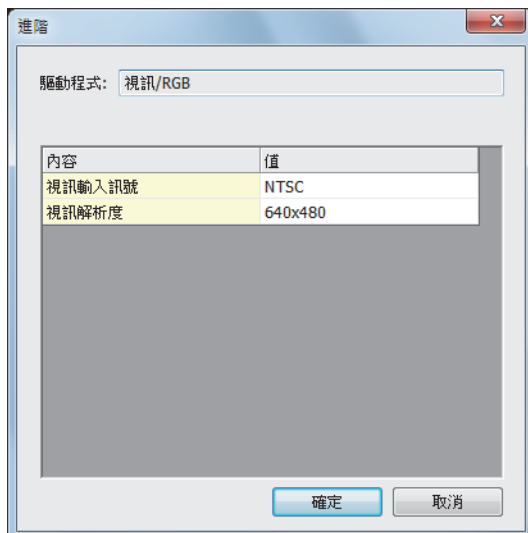 進階
驅動程式: 視訊/RGB
內容 值
視訊輸入訊號 NTSC
視訊解析度 640x480
確定 取消